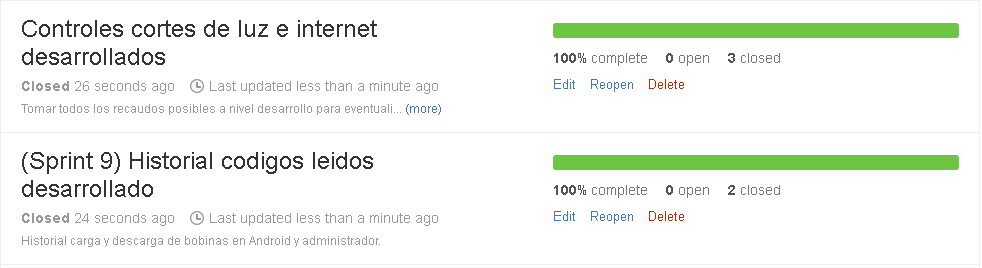 Controles cortes de luz e internet
desarrollados
Closed 26 seconds ago Last updated less than a minute ago
Tomar todos los recaudos posibles a nivel desarrollo para eventuali... (more)
100% complete 0 open 3 closed
Edit Reopen Delete
(Sprint 9) Historial codigos leidos
desarrollado
Closed 24 seconds ago Last updated less than a minute ago
Historial carga y descarga de bobinas en Android y administrador.
100% complete 0 open 2 closed
Edit Reopen Delete